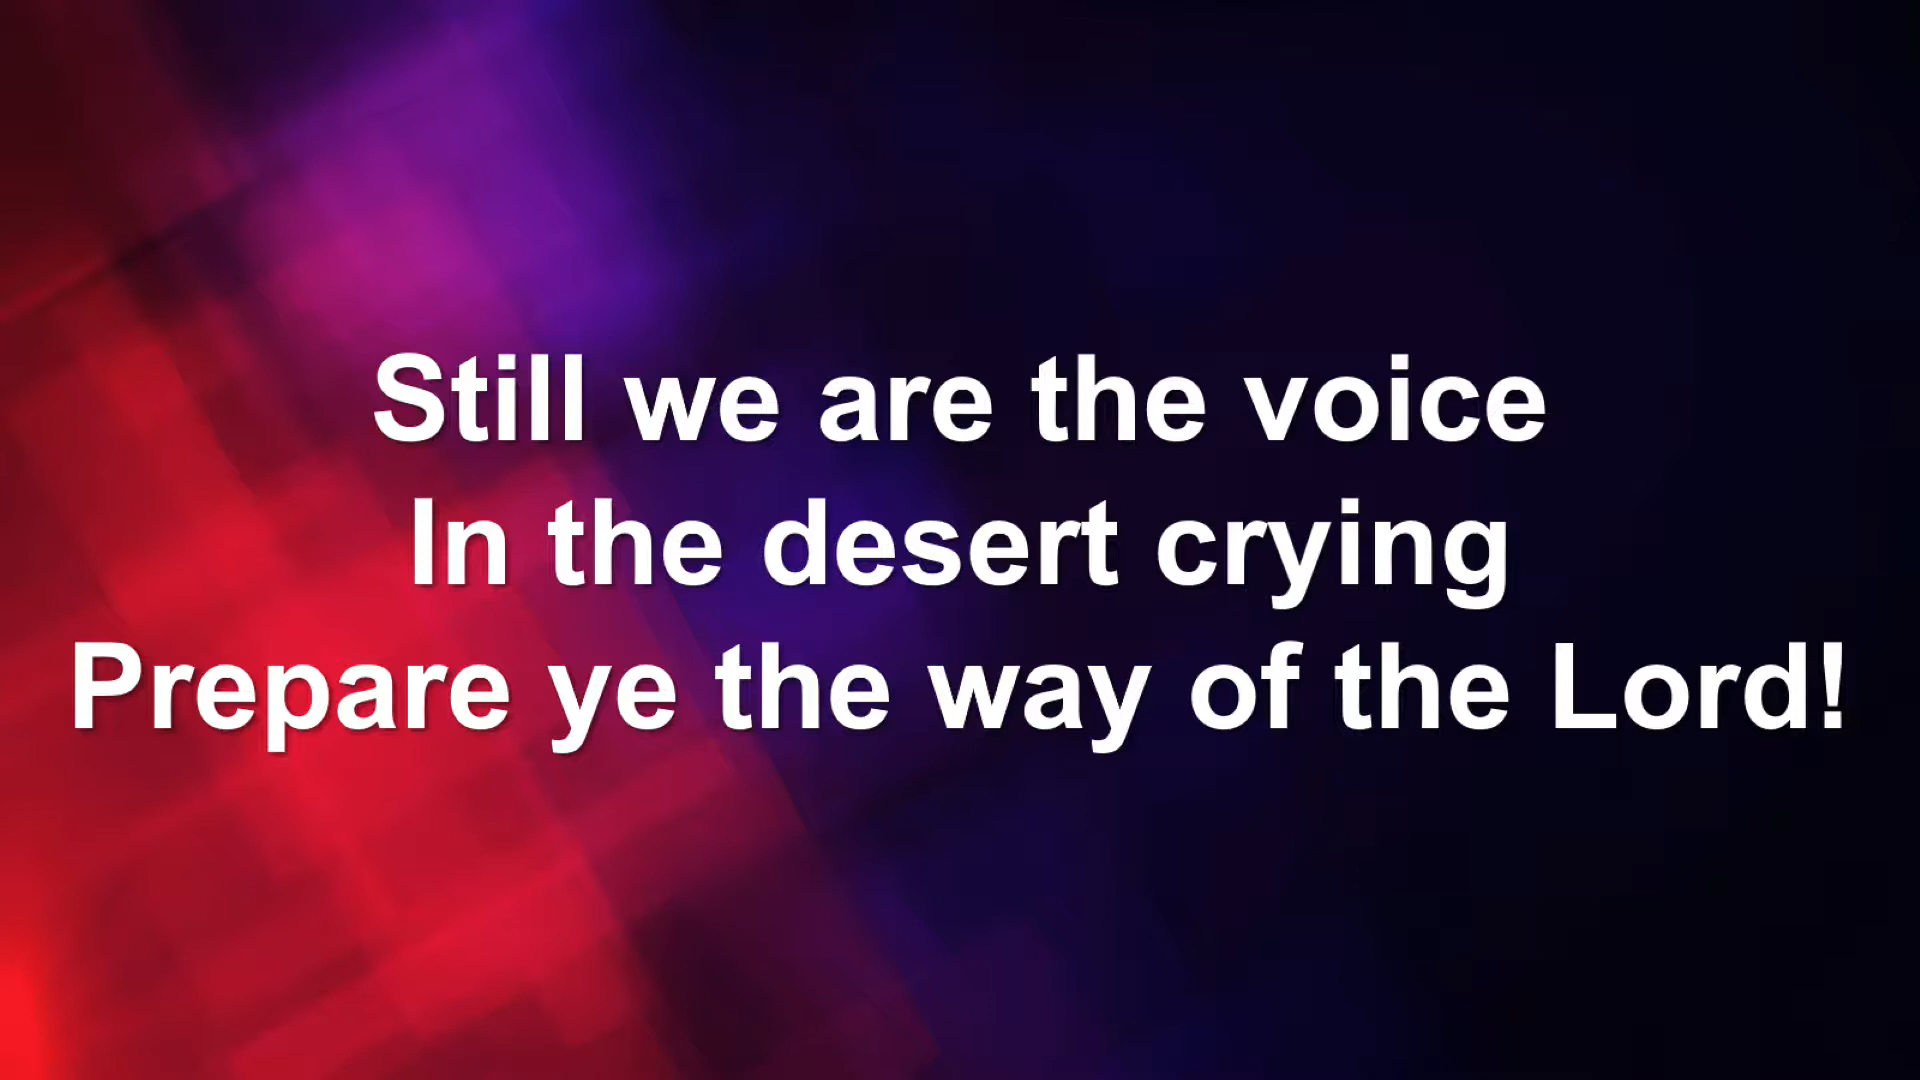 Still we are the voice
In the desert crying
Prepare ye the way of the Lord!